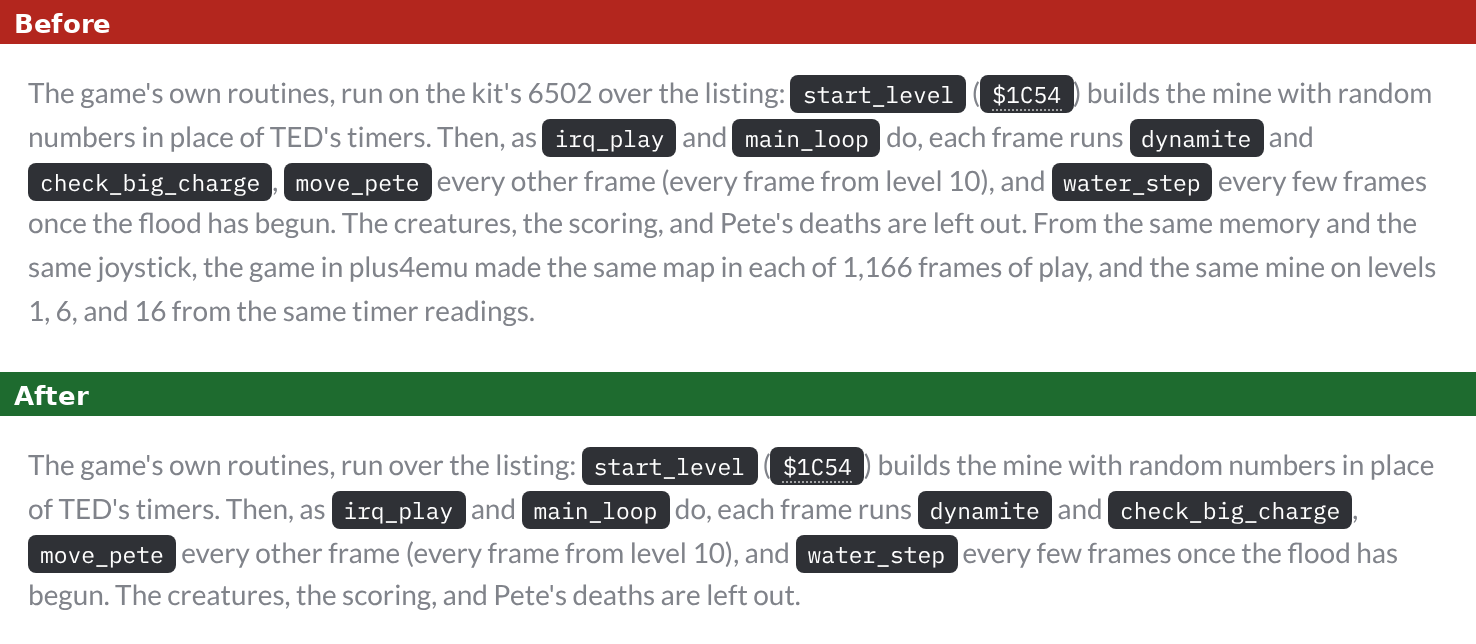 Before
The game's own routines, run on the kit's 6502 over the listing: start_level ($1C54) builds the mine with random
numbers in place of TED's timers. Then, as irq_play and main_loop do, each frame runs dynamite and
check_big_charge, move_pete every other frame (every frame from level 10), and water_step every few frames
once the flood has begun. The creatures, the scoring, and Pete's deaths are left out. From the same memory and the
same joystick, the game in plus4emu made the same map in each of 1,166 frames of play, and the same mine on levels
1, 6, and 16 from the same timer readings.
After
The game's own routines, run over the listing: start_level ($1C54) builds the mine with random numbers in place
of TED's timers. Then, as irq_play and main_loop do, each frame runs dynamite and check_big_charge,
move_pete every other frame (every frame from level 10), and water_step every few frames once the flood has
begun. The creatures, the scoring, and Pete's deaths are left out.